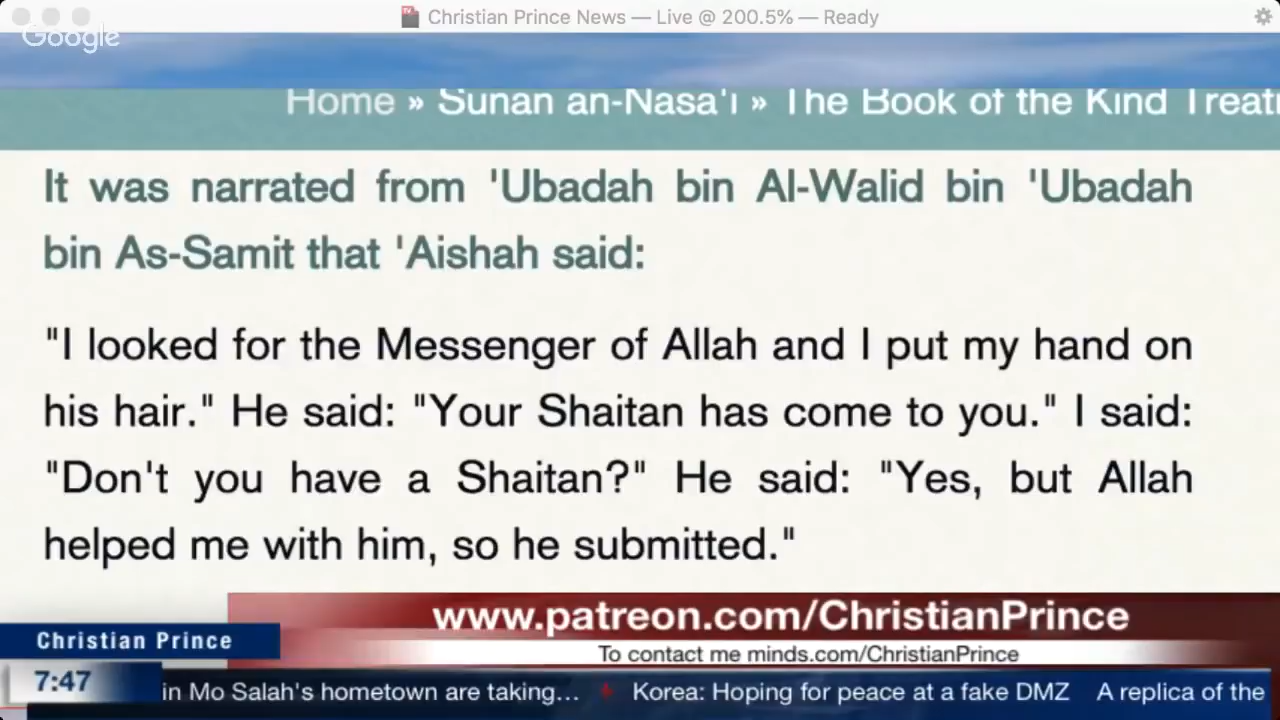 Christian Prince News — Live @ 200.5% — Ready
Google
Home » Sunan an-Nasa'i » The Book of the Kind Treat
It was narrated from 'Ubadah bin Al-Walid bin 'Ubadah
bin As-Samit that 'Aishah said:
"I looked for the Messenger of Allah and I put my hand on
his hair." He said: "Your Shaitan has come to you." I said:
"Don't you have a Shaitan?" He said: "Yes, but Allah
helped me with him, so he submitted."
www.patreon.com/ChristianPrince
Christian Prince
To contact me minds.com/ChristianPrince
7:47
in Mo Salah's hometown are taking... Korea: Hoping for peace at a fake DMZ A replica of the